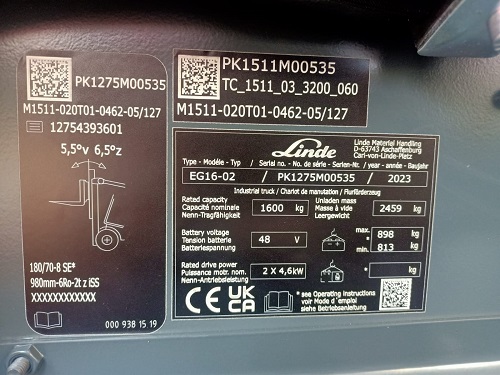 PK1275M00535
M1511-020T01-0462-05/127
12754393601
5,5°v 6,5°z
180/70-8 SE*
980mm-6Ro-2t z iSS
XXXXXXXXXXXX
000 938 15 19
PK1511M00535
TC_1511_03_3200_060
M1511-020T01-0462-05/127
Linde
Linde Material Handling
D-63743 Aschaffenburg
Carl-von-Linde-Platz
Type - Modèle - Typ / Serial no. - No. de série - Serien-Nr. / year - année - Baujahr
EG16-02 / PK1275M00535 / 2023
Industrial truck / Chariot de manutation / Flurförderzeug
Rated capacity
Capacité nominale
Nenn-Tragfähigkeit
1600 kg
Unladen mass
Masse à vide
Leergewicht
2459 kg
Battery voltage
Tension batterie
Batteriespannung
48 V
max. * 898 kg
min. * 813 kg
Rated drive power
Puissance motr. nom.
Nenn-Antriebsleist.
2 X 4,6kW
* kg
CE UK CA
* see Operating instructions
voir Mode d'emploi
siehe Betriebsanleitung